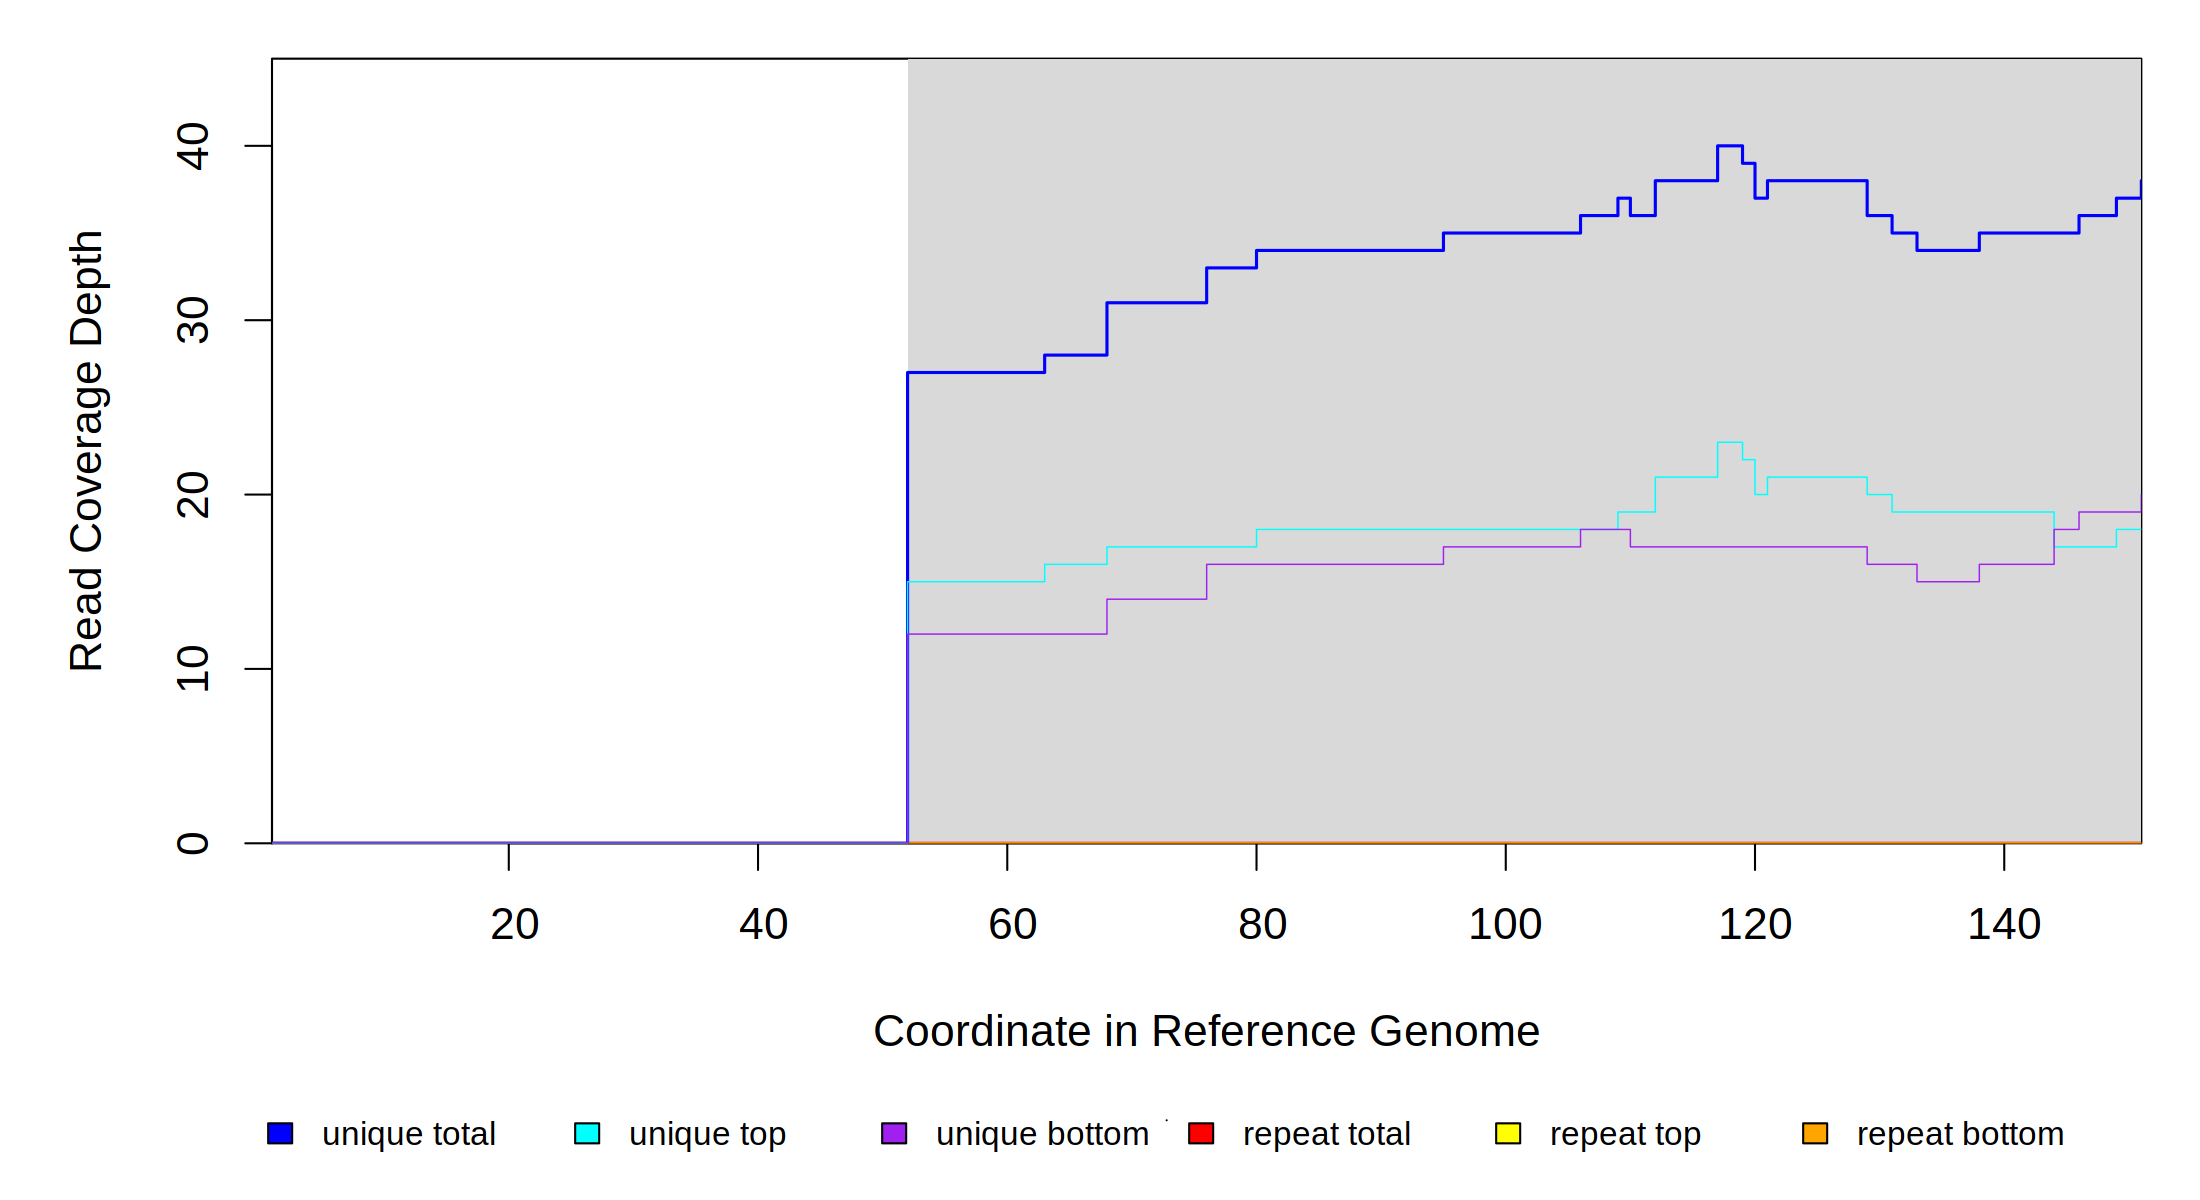 40
30
20
10
0
Read Coverage Depth
20 40 60 80 100 120 140
Coordinate in Reference Genome
unique total unique top unique bottom repeat total repeat top repeat bottom